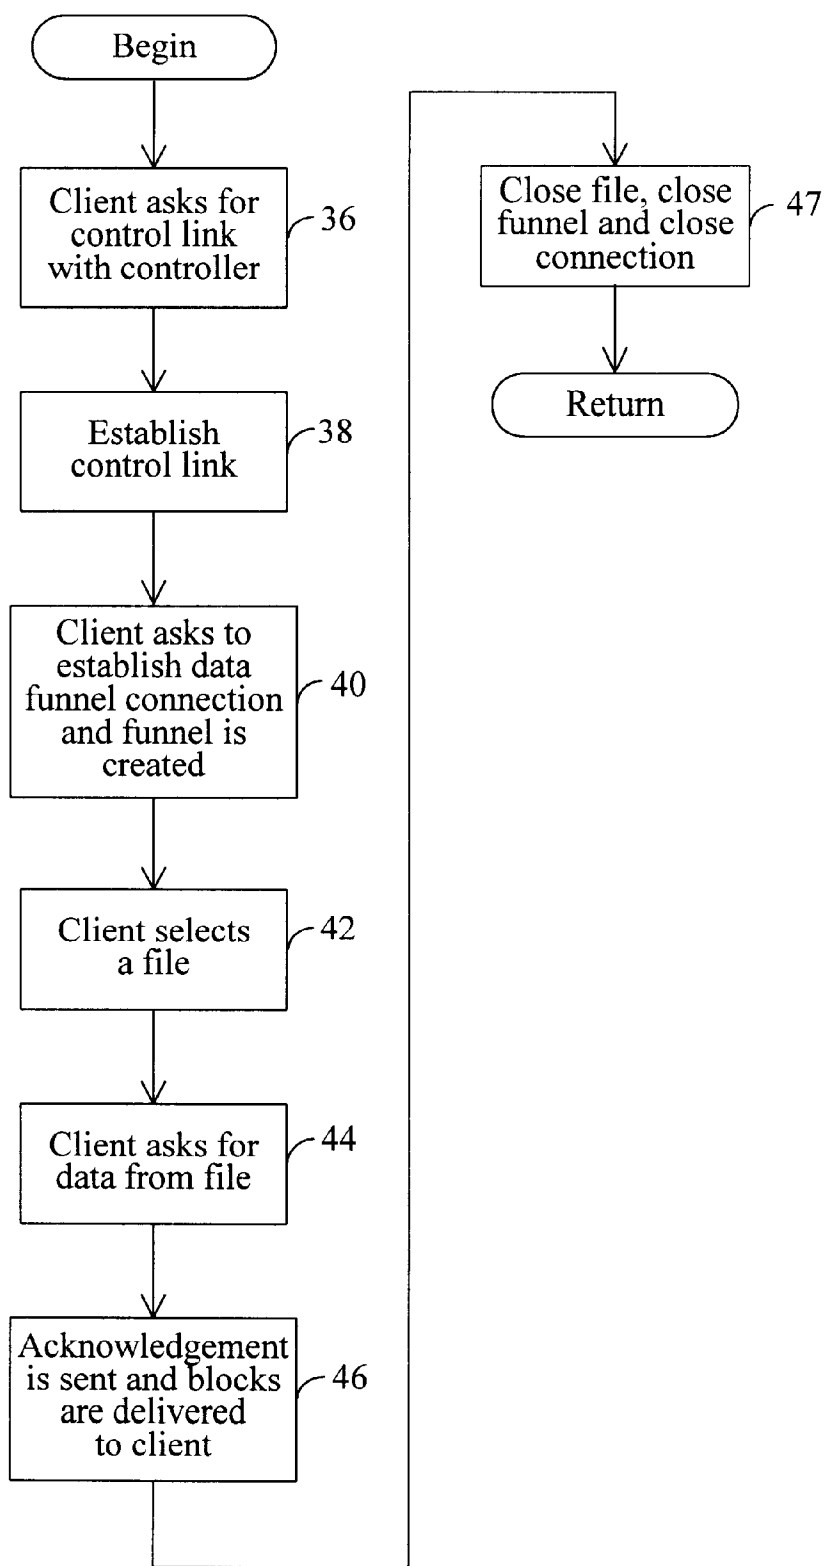 Begin
Client asks for
control link
with controller
36
Establish
control link
38
Client asks to
establish data
funnel connection
and funnel is
created
40
Client selects
a file
42
Client asks for
data from file
44
Acknowledgement
is sent and blocks
are delivered
to client
46
Close file, close
funnel and close
connection
47
Return